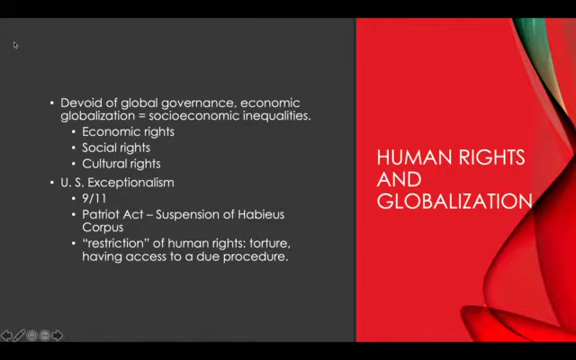 • Devoid of global governance, economic
globalization = socioeconomic inequalities.
• Economic rights
• Social rights
• Cultural rights
• U. S. Exceptionalism
• 9/11
• Patriot Act – Suspension of Habieus
Corpus
• “restriction” of human rights: torture,
having access to a due procedure.
HUMAN RIGHTS
AND
GLOBALIZATION